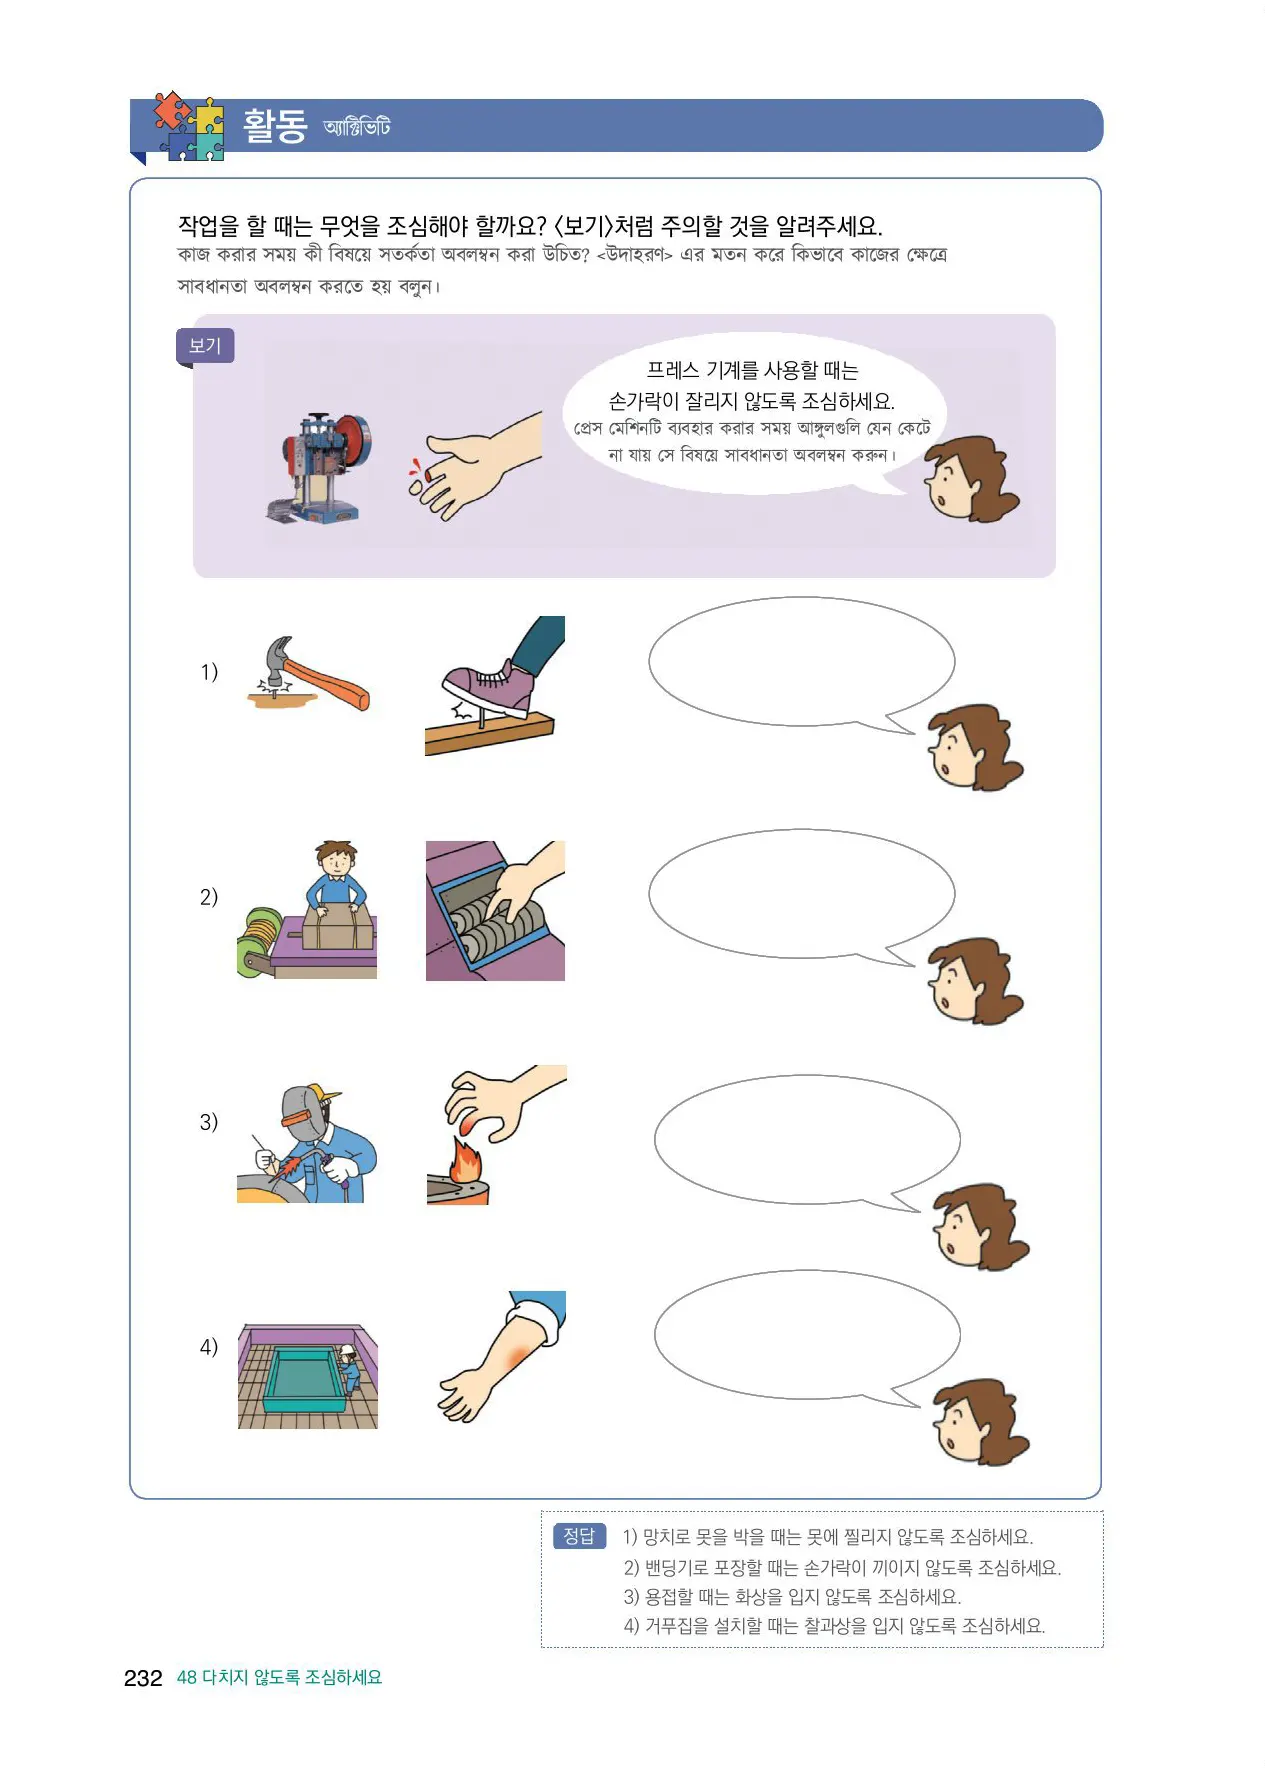 활동 অ্যাক্টিভিটি
작업을 할 때는 무엇을 조심해야 할까요? 〈보기〉처럼 주의할 것을 알려주세요.
কাজ করার সময় কী বিষয়ে সতর্কতা অবলম্বন করা উচিত? <উদাহরণ> এর মতন করে কিভাবে কাজের ক্ষেত্রে
সাবধানতা অবলম্বন করতে হয় বলুন।
보기
프레스 기계를 사용할 때는
손가락이 잘리지 않도록 조심하세요.
প্রেস মেশিনটি ব্যবহার করার সময় আঙ্গুলগুলি যেন কেটে
না যায় সে বিষয়ে সাবধানতা অবলম্বন করুন।
1)
2)
3)
4)
정답 1) 망치로 못을 박을 때는 못에 찔리지 않도록 조심하세요.
2) 밴딩기로 포장할 때는 손가락이 끼이지 않도록 조심하세요.
3) 용접할 때는 화상을 입지 않도록 조심하세요.
4) 거푸집을 설치할 때는 찰과상을 입지 않도록 조심하세요.
232 48 다치지 않도록 조심하세요